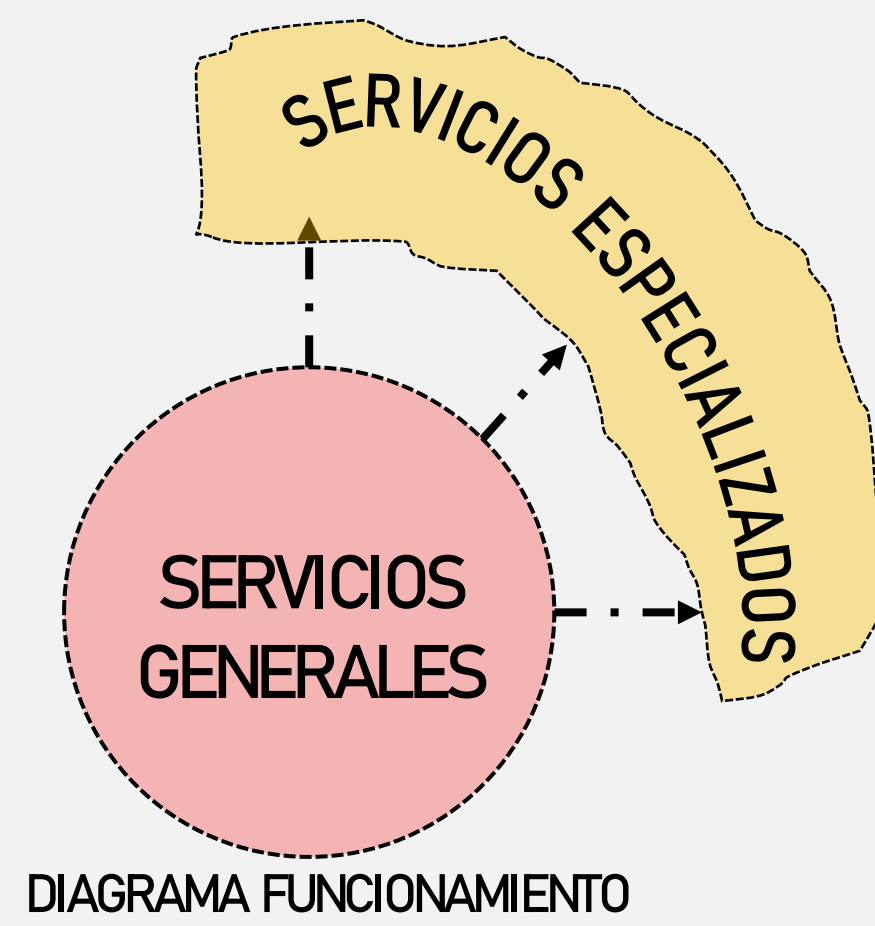 SERVICIOS ESPECIALIZADOS
SERVICIOS
GENERALES
DIAGRAMA FUNCIONAMIENTO